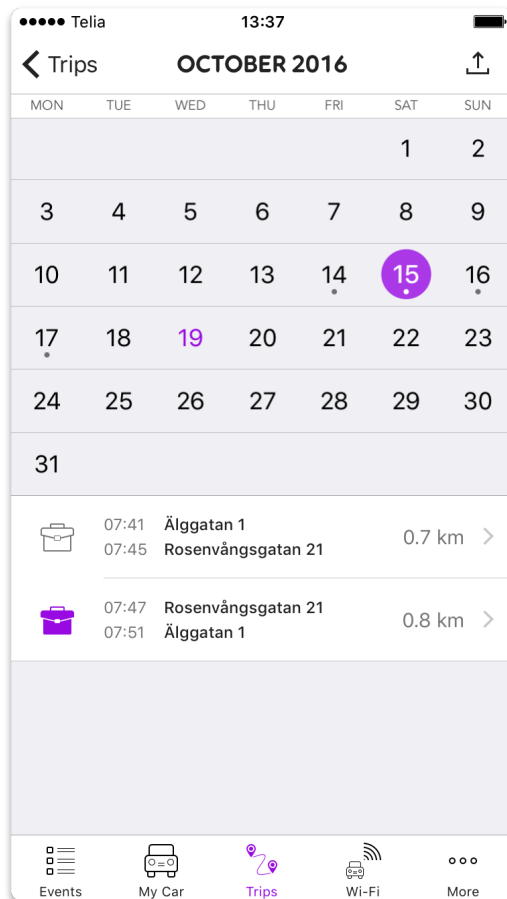 Telia 13:37
Trips OCTOBER 2016
MON TUE WED THU FRI SAT SUN
1 2
3 4 5 6 7 8 9
10 11 12 13 14 15 16
17 18 19 20 21 22 23
24 25 26 27 28 29 30
31
07:41 Älggatan 1
0.7 km
07:45 Rosenvångsgatan 21
07:47 Rosenvångsgatan 21
0.8 km
07:51 Älggatan 1
Events My Car Trips Wi-Fi More